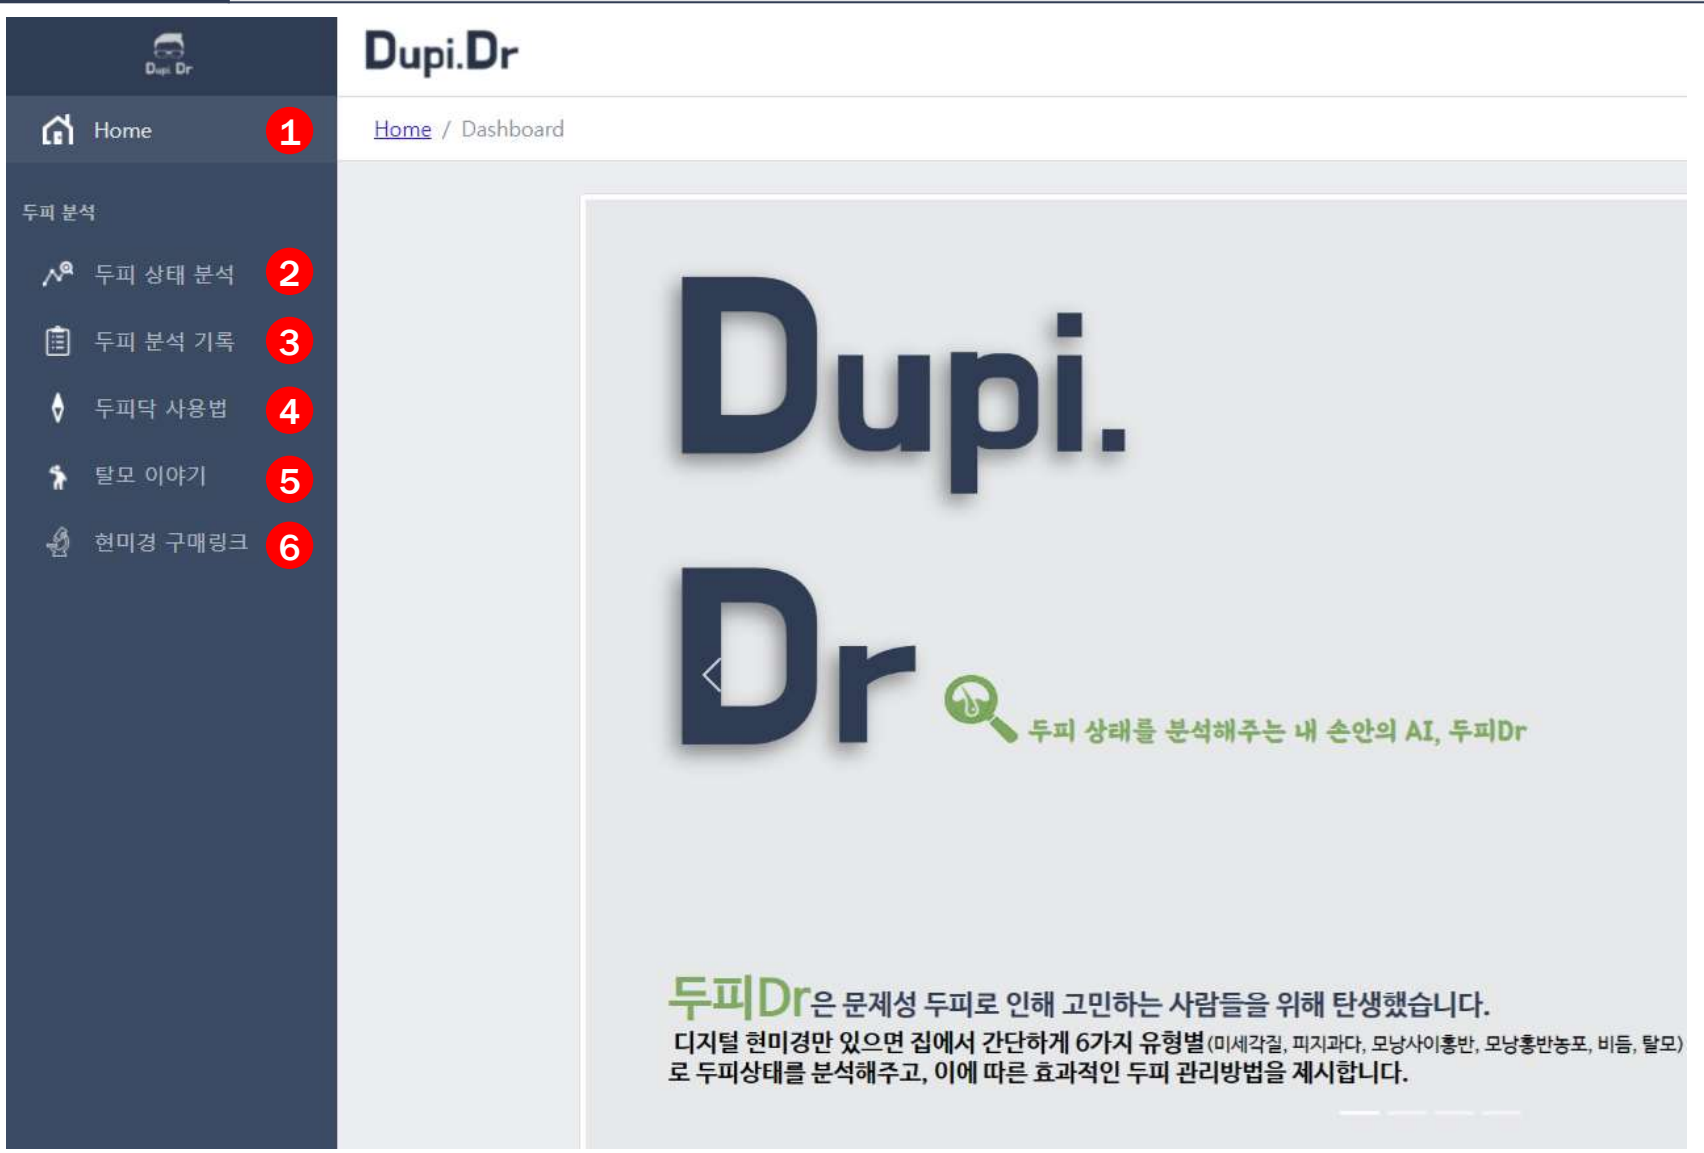 Dupi. Dr
Dupi.Dr
Home 1
Home / Dashboard
두피 분석
두피 상태 분석 2
두피 분석 기록 3
두피닥 사용법 4
탈모 이야기 5
현미경 구매링크 6
Dupi.
Dr
두피 상태를 분석해주는 내 손안의 AI, 두피Dr
두피Dr은 문제성 두피로 인해 고민하는 사람들을 위해 탄생했습니다.
디지털 현미경만 있으면 집에서 간단하게 6가지 유형별(미세각질, 피지과다, 모낭사이홍반, 모낭홍반농포, 비듬, 탈모)
로 두피상태를 분석해주고, 이에 따른 효과적인 두피 관리방법을 제시합니다.